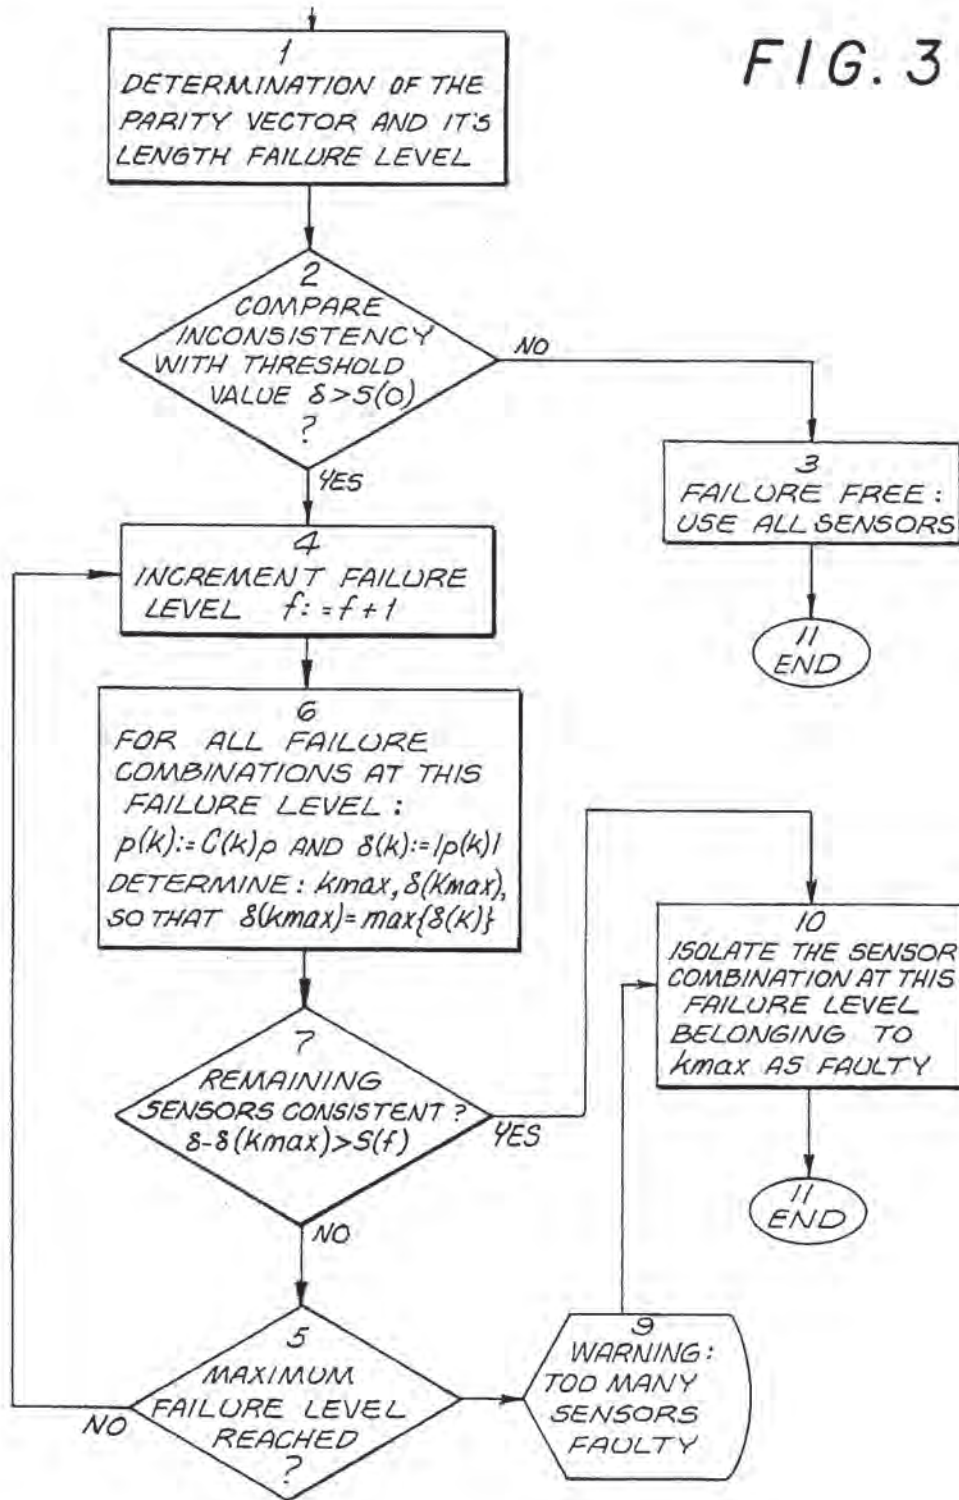 FIG. 3
1
DETERMINATION OF THE
PARITY VECTOR AND IT'S
LENGTH FAILURE LEVEL
2
COMPARE
INCONSISTENCY
WITH THRESHOLD
VALUE δ>S(0)
?
NO
YES
3
FAILURE FREE:
USE ALL SENSORS
11
END
4
INCREMENT FAILURE
LEVEL f:=f+1
6
FOR ALL FAILURE
COMBINATIONS AT THIS
FAILURE LEVEL:
p(k):=C(k)p AND δ(k):=|p(k)|
DETERMINE: kmax, δ(Kmax),
SO THAT δ(kmax)=max{δ(K)}
7
REMAINING
SENSORS CONSISTENT?
δ-δ(kmax)>S(f)
YES
NO
10
ISOLATE THE SENSOR
COMBINATION AT THIS
FAILURE LEVEL
BELONGING TO
kmax AS FAULTY
11
END
5
MAXIMUM
FAILURE LEVEL
REACHED
?
NO
9
WARNING:
TOO MANY
SENSORS
FAULTY